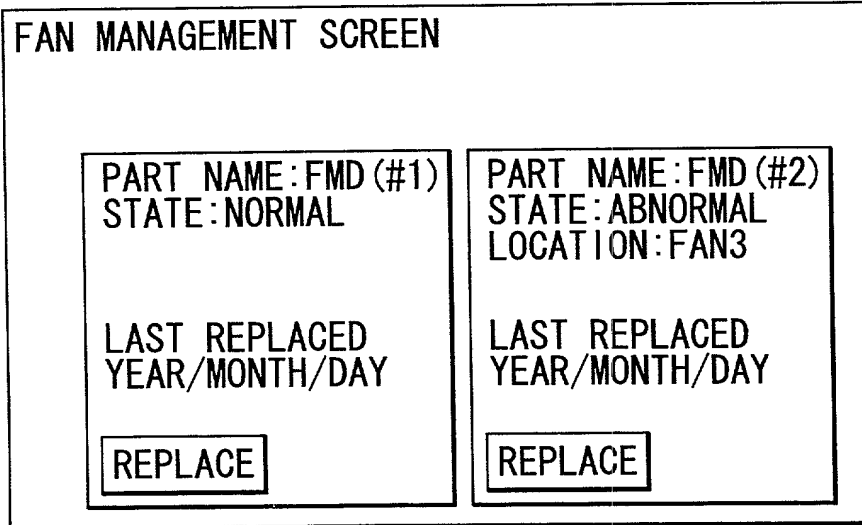 FAN MANAGEMENT SCREEN
PART NAME:FMD(#1)
STATE:NORMAL
LAST REPLACED
YEAR/MONTH/DAY
REPLACE
PART NAME:FMD(#2)
STATE:ABNORMAL
LOCATION:FAN3
LAST REPLACED
YEAR/MONTH/DAY
REPLACE